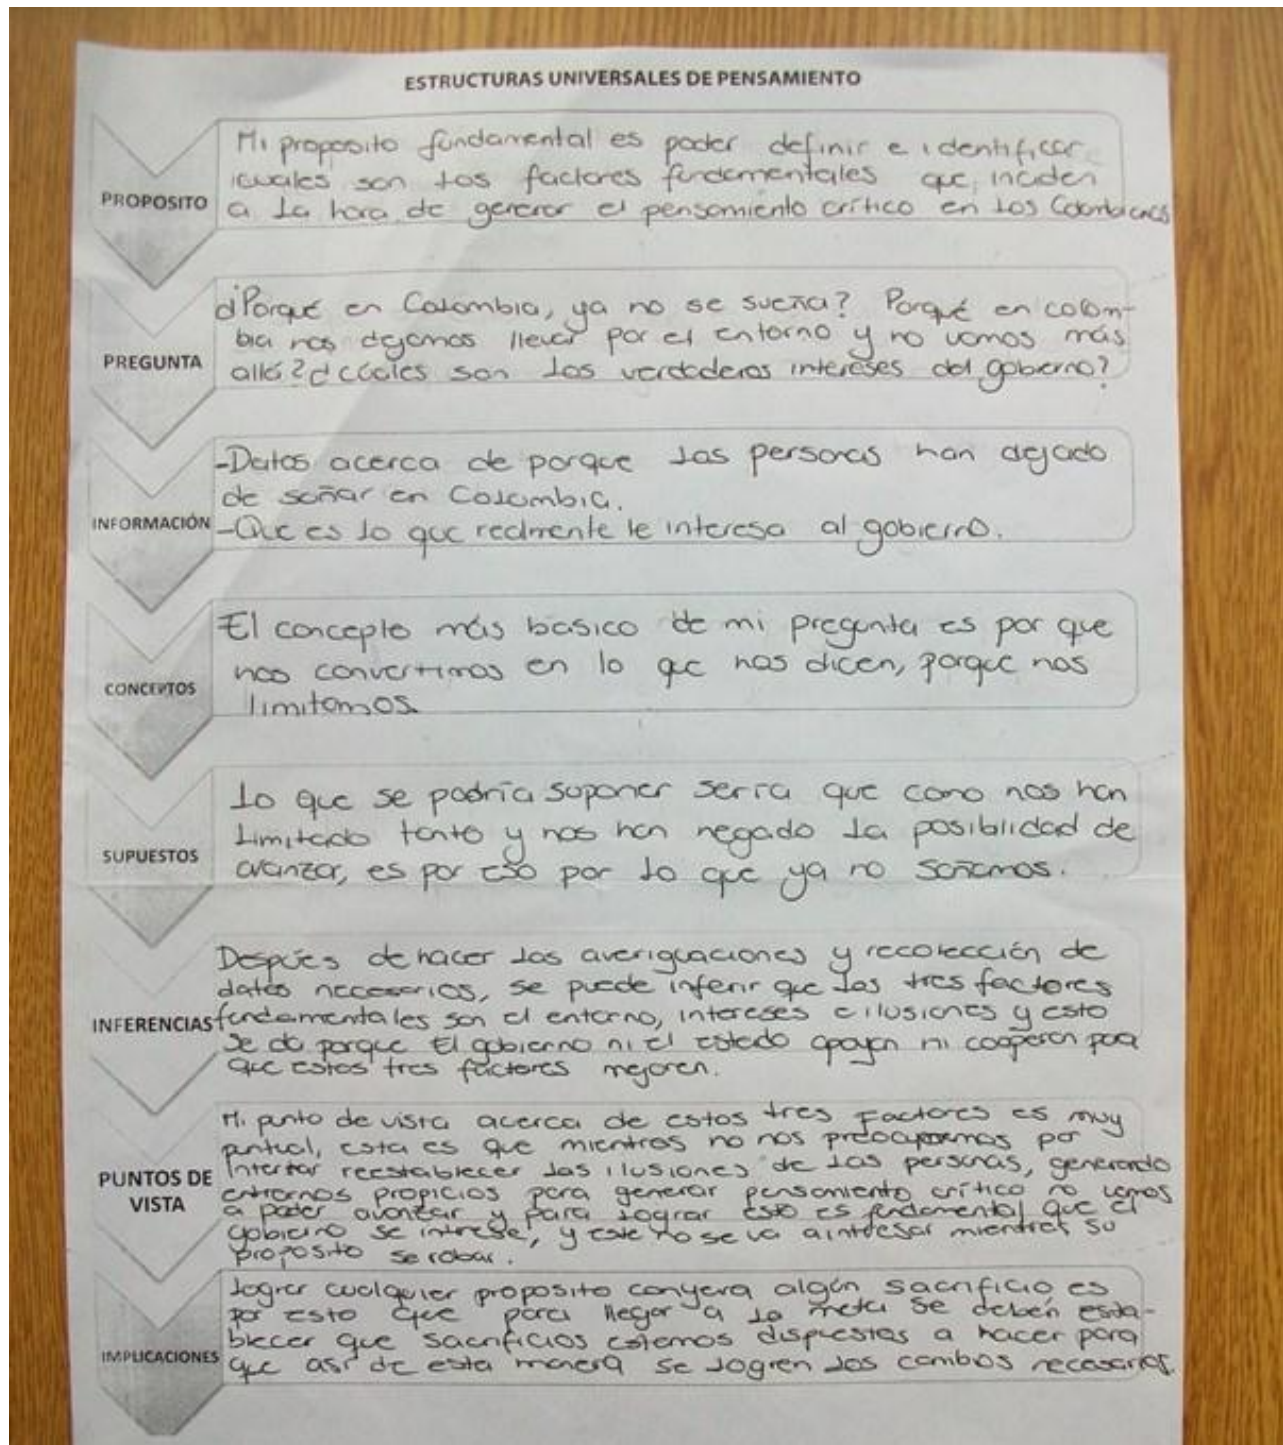 ESTRUCTURAS UNIVERSALES DE PENSAMIENTO
PROPOSITO
Mi proposito fundamental es poder definir e identificar
cuales son los factores fundamentales que inciden
a la hora de generar el pensamiento crítico en los Colombianos
PREGUNTA
¿Porqué en Colombia, ya no se sueña? Porqué en colom-
bia nos dejamos llevar por el entorno y no vamos más
allá? ¿cúales son los verdaderos intereses del gobierno?
INFORMACIÓN
-Datos acerca de porque las personas han dejado
de soñar en Colombia.
-Que es lo que realmente le interesa al gobierno.
CONCEPTOS
El concepto más basico de mi pregunta es por que
nos convertimos en lo que nos dicen, porque nos
limitamos.
SUPUESTOS
Lo que se podría suponer sería que como nos han
limitado tanto y nos han negado la posiblidad de
avanzar, es por eso por lo que ya no soñamos.
INFERENCIAS
Despúes de hacer las averiguaciones y recolección de
datos necesarios, se puede inferir que los tres factores
fundamentales son el entorno, intereses e ilusiones y esto
se da porque El gobierno ni el estado apoyan ni cooperan para
que estos tres factores mejoren.
PUNTOS DE
VISTA
Mi punto de vista acerca de estos tres factores es muy
puntual, esta es que mientras no nos preocupemos por
intentar reestablecer las ilusiones de las personas, generando
entornos propicios para generar pensamiento crítico no vamos
a poder avanzar y para lograr esto es fundamental que el
gobierno se intrese, y este no se va a intresar mientras su
proposito se robar.
IMPLICACIONES
Lograr cualquier proposito conyera algún sacrificio es
por esto que para llegar a la meta se deben esta-
blecer que sacrificios estemos dispuestos a hacer para
que así de esta manera se logren los cambios necesarios.